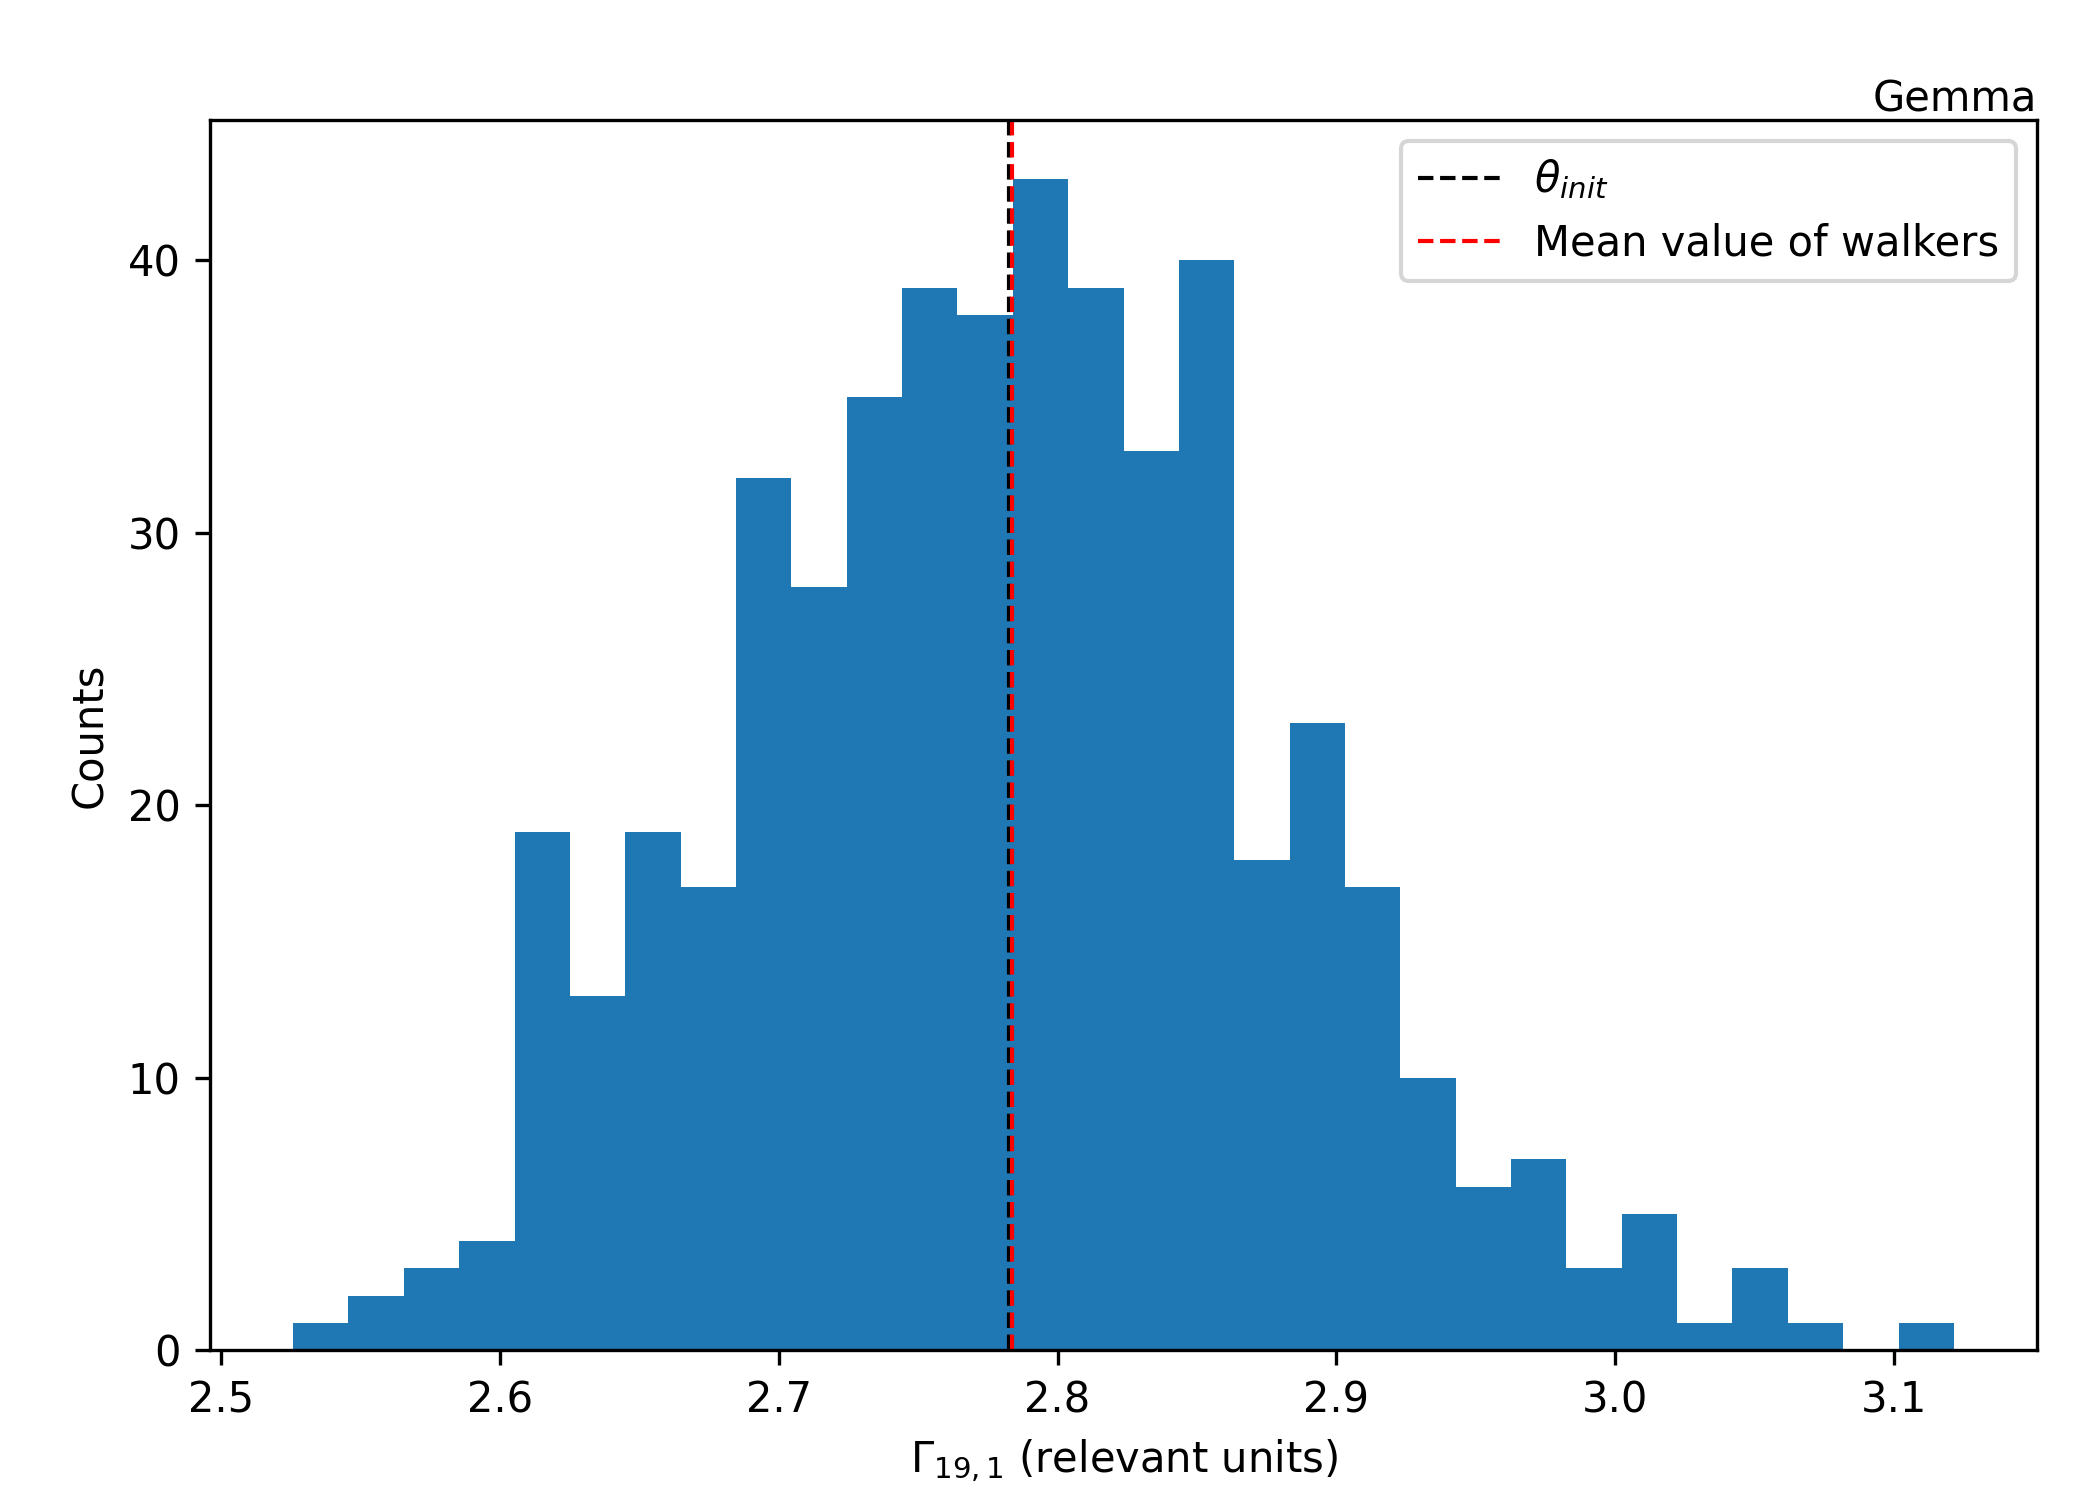 Gemma
θinit
Mean value of walkers
Counts
40
30
20
10
0
2.5 2.6 2.7 2.8 2.9 3.0 3.1
Γ19, 1 (relevant units)